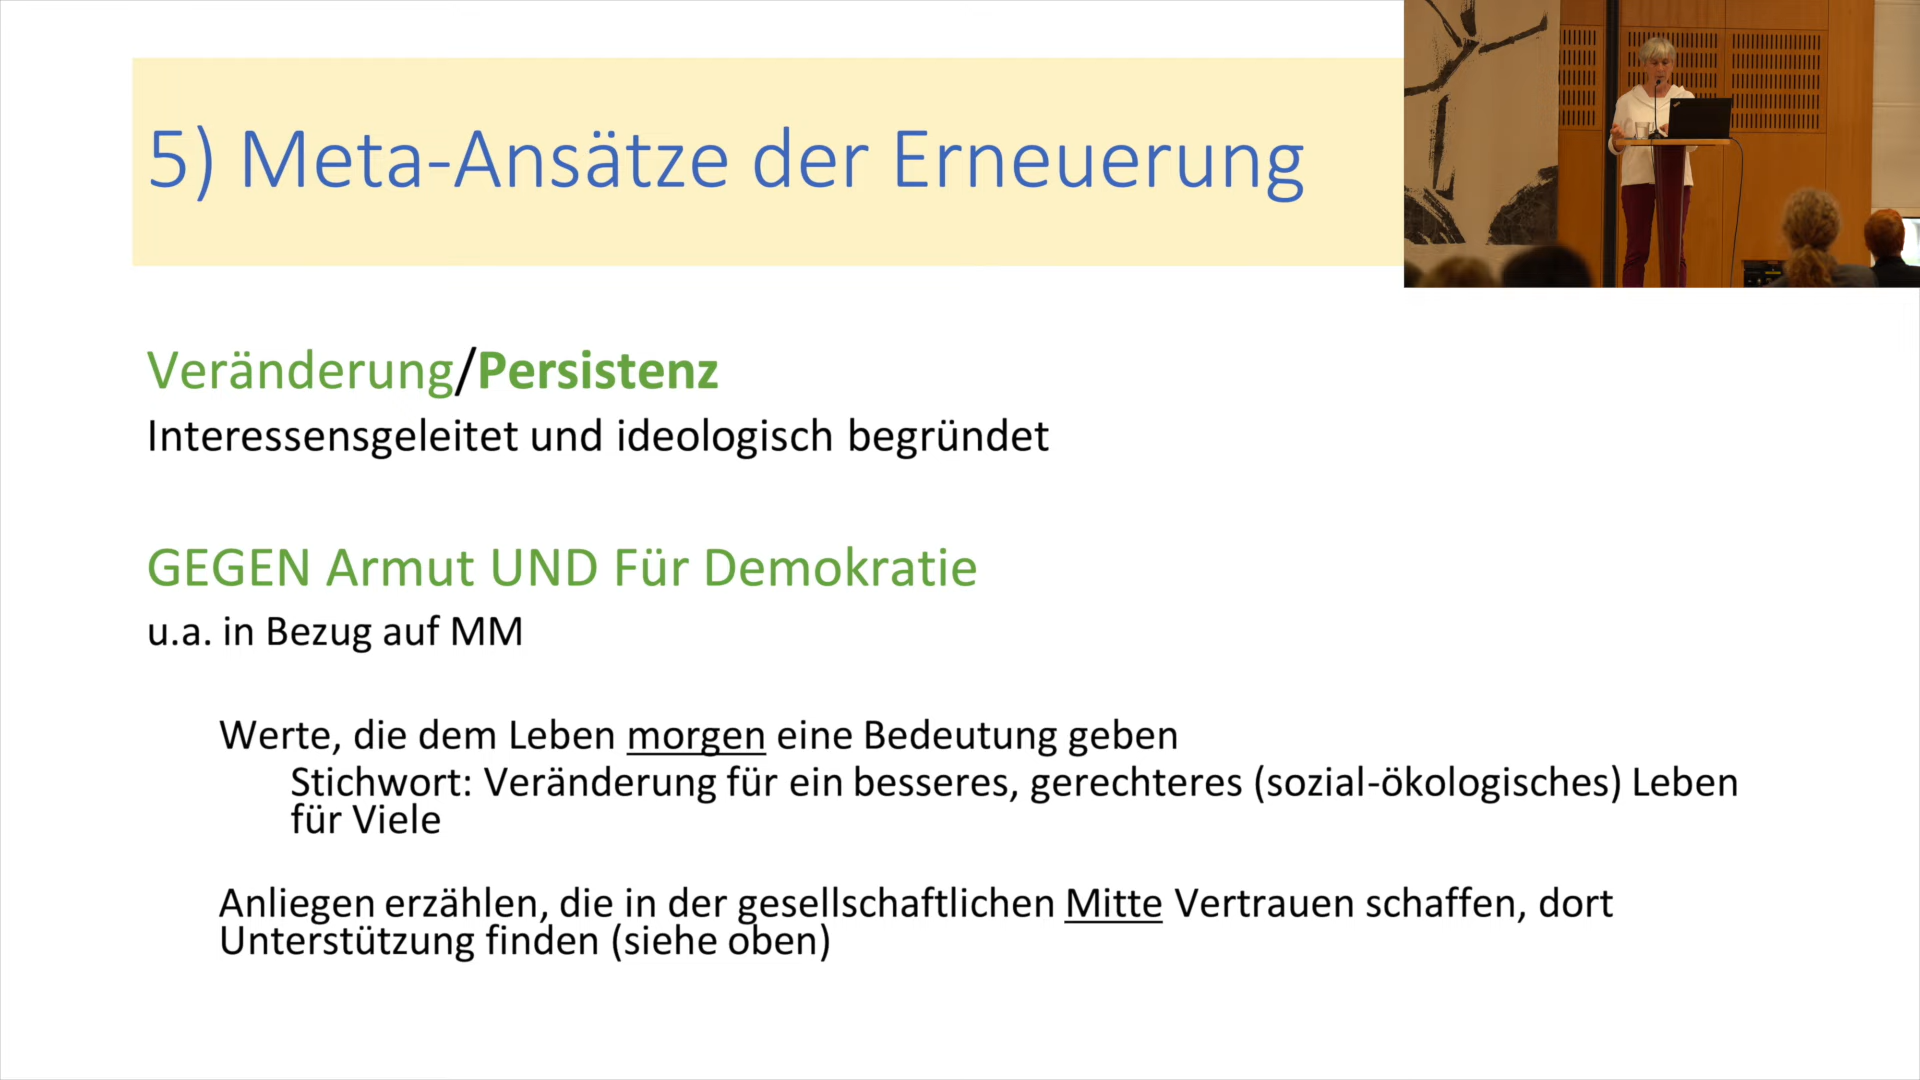 5) Meta-Ansätze der Erneuerung
Veränderung/Persistenz
Interessensgeleitet und ideologisch begründet
GEGEN Armut UND Für Demokratie
u.a. in Bezug auf MM
Werte, die dem Leben morgen eine Bedeutung geben
Stichwort: Veränderung für ein besseres, gerechteres (sozial-ökologisches) Leben
für Viele
Anliegen erzählen, die in der gesellschaftlichen Mitte Vertrauen schaffen, dort
Unterstützung finden (siehe oben)